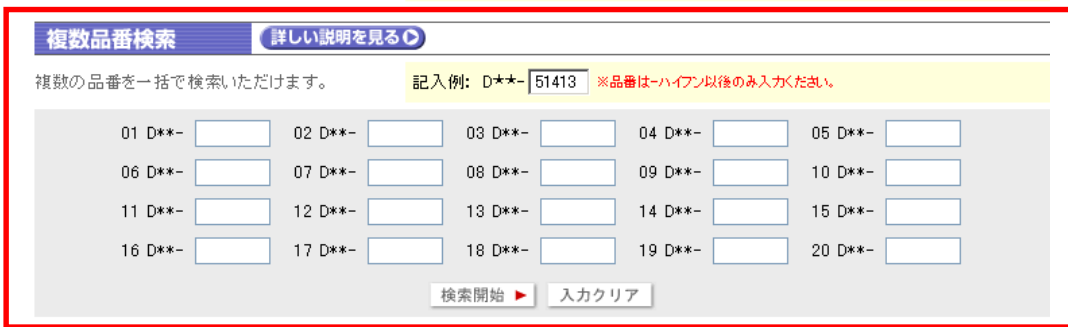 複数品番検索 詳しい説明を見る
複数の品番を一括で検索いただけます。 記入例: D**- 51413 ※品番は-ハイフン以後のみ入力ください。
01 D**- 02 D**- 03 D**- 04 D**- 05 D**-
06 D**- 07 D**- 08 D**- 09 D**- 10 D**-
11 D**- 12 D**- 13 D**- 14 D**- 15 D**-
16 D**- 17 D**- 18 D**- 19 D**- 20 D**-
検索開始 入力クリア